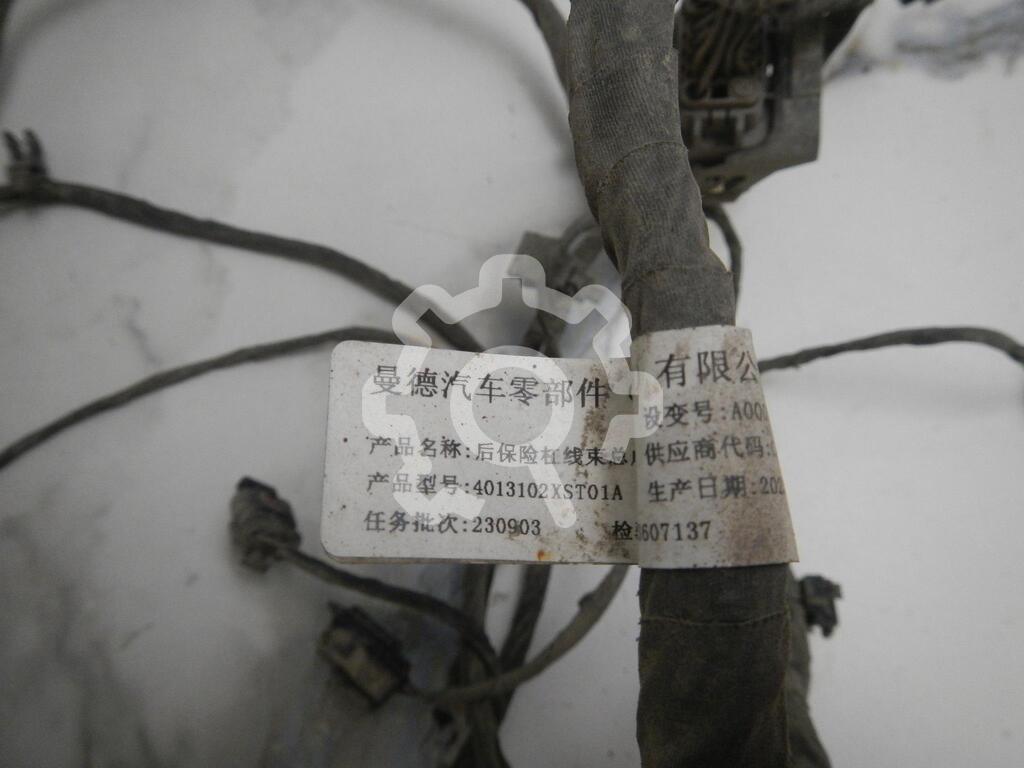 曼德汽车零部件 有限公
设变号:A001
产品名称:后保险杠线束总 供应商代码:
产品型号:4013102XST01A 生产日期:202
任务批次:230903 检 607137